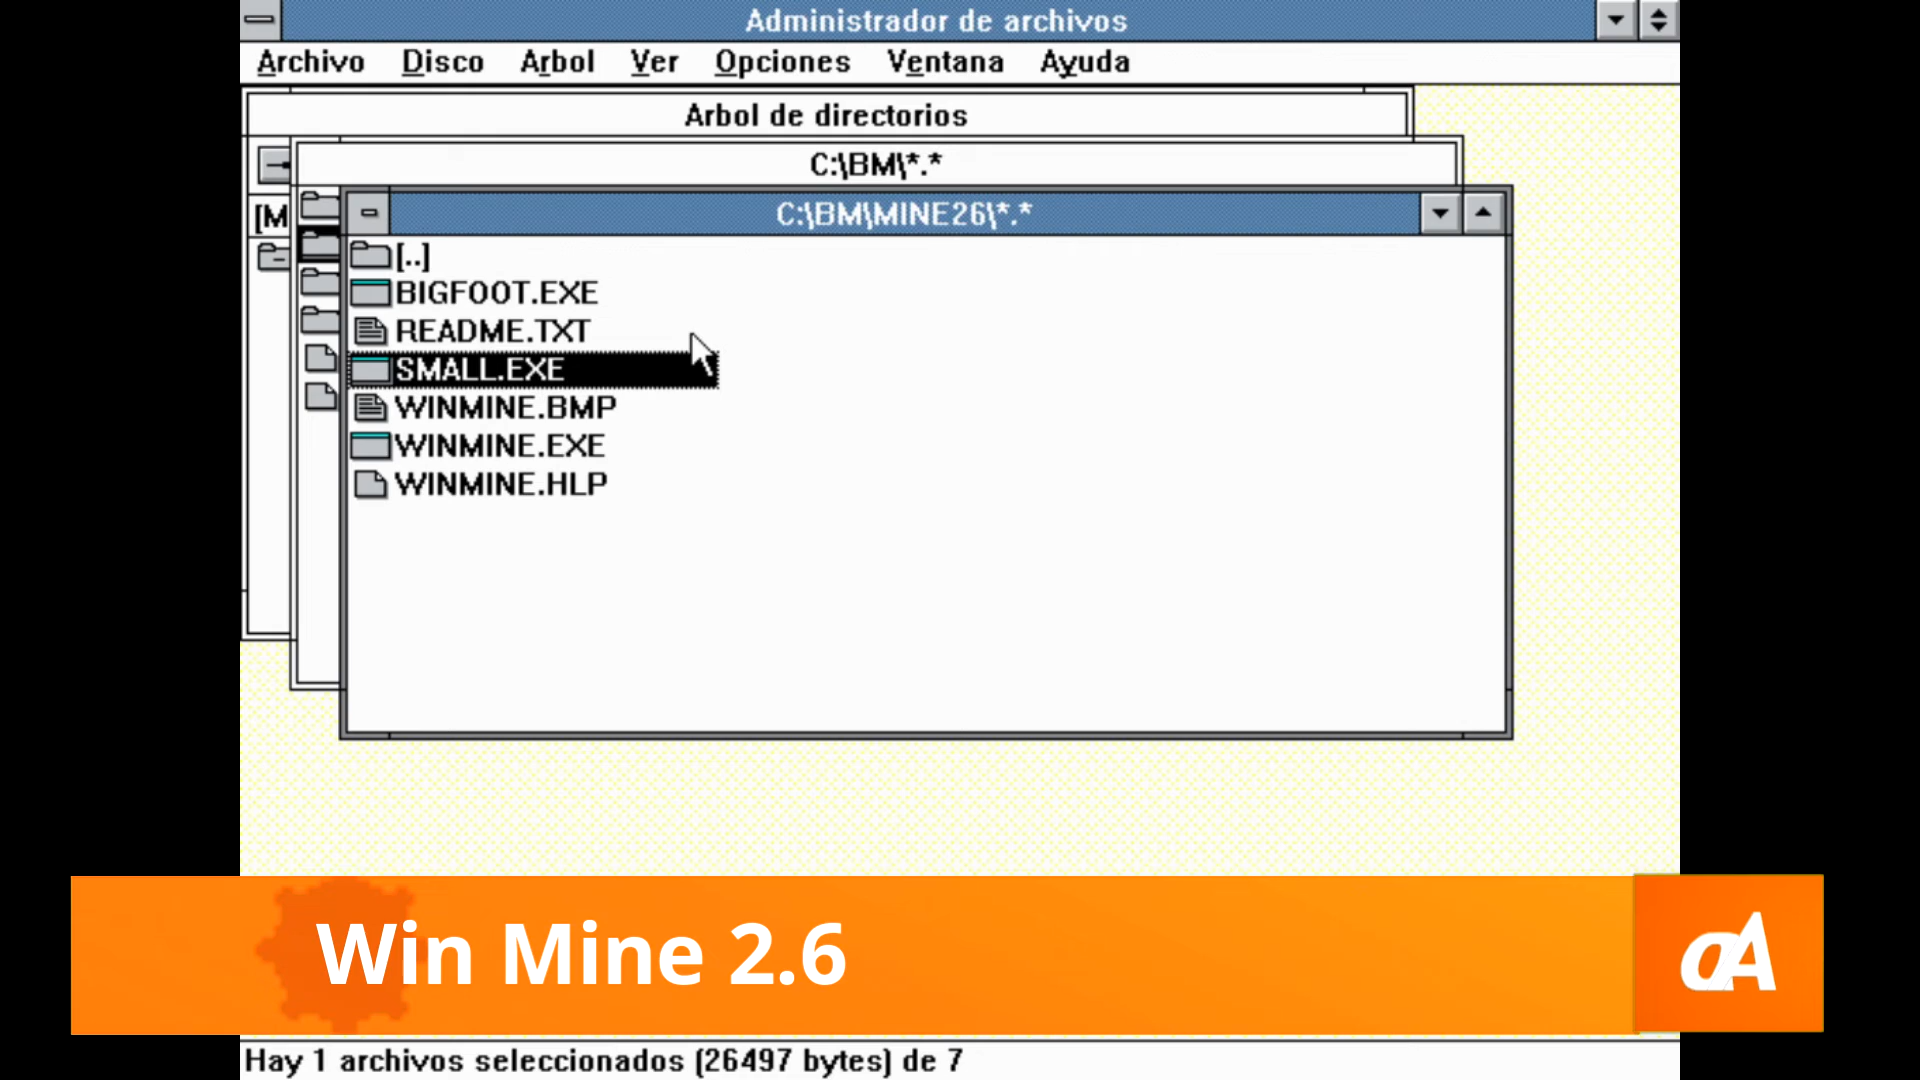 Administrador de archivos
Archivo Disco Arbol Ver Opciones Ventana Ayuda
Arbol de directorios
C:\BM\*.*
[M
C:\BM\MINE26\*.*
[..]
BIGFOOT.EXE
README.TXT
SMALL.EXE
WINMINE.BMP
WINMINE.EXE
WINMINE.HLP
Win Mine 2.6
aA
Hay 1 archivos seleccionados (26497 bytes) de 7